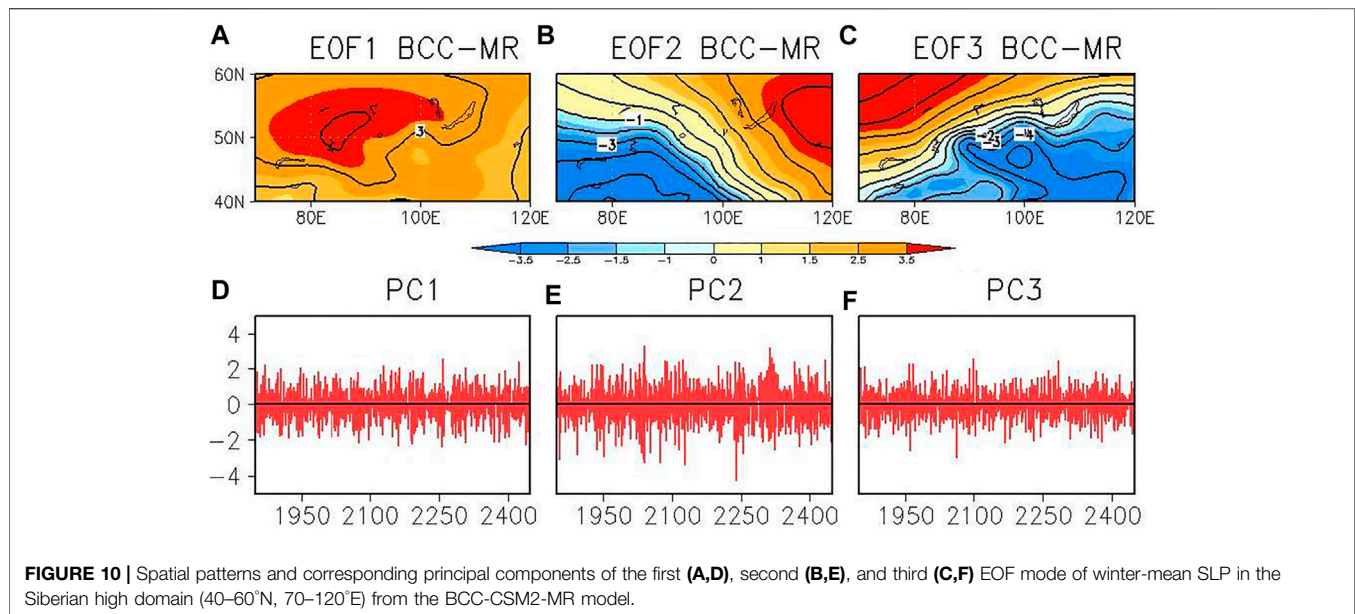 A EOF1 BCC-MR B EOF2 BCC-MR C EOF3 BCC-MR
60N
50N
40N
3
-1
-3
-2
-3
-4
80E 100E 120E 80E 100E 120E 80E 100E 120E
-3.5 -2.5 -1.5 -1 0 1 1.5 2.5 3.5
D PC1 E PC2 F PC3
4
2
0
-2
-4
1950 2100 2250 2400 1950 2100 2250 2400 1950 2100 2250 2400
FIGURE 10 | Spatial patterns and corresponding principal components of the first (A,D), second (B,E), and third (C,F) EOF mode of winter-mean SLP in the
Siberian high domain (40–60°N, 70–120°E) from the BCC-CSM2-MR model.